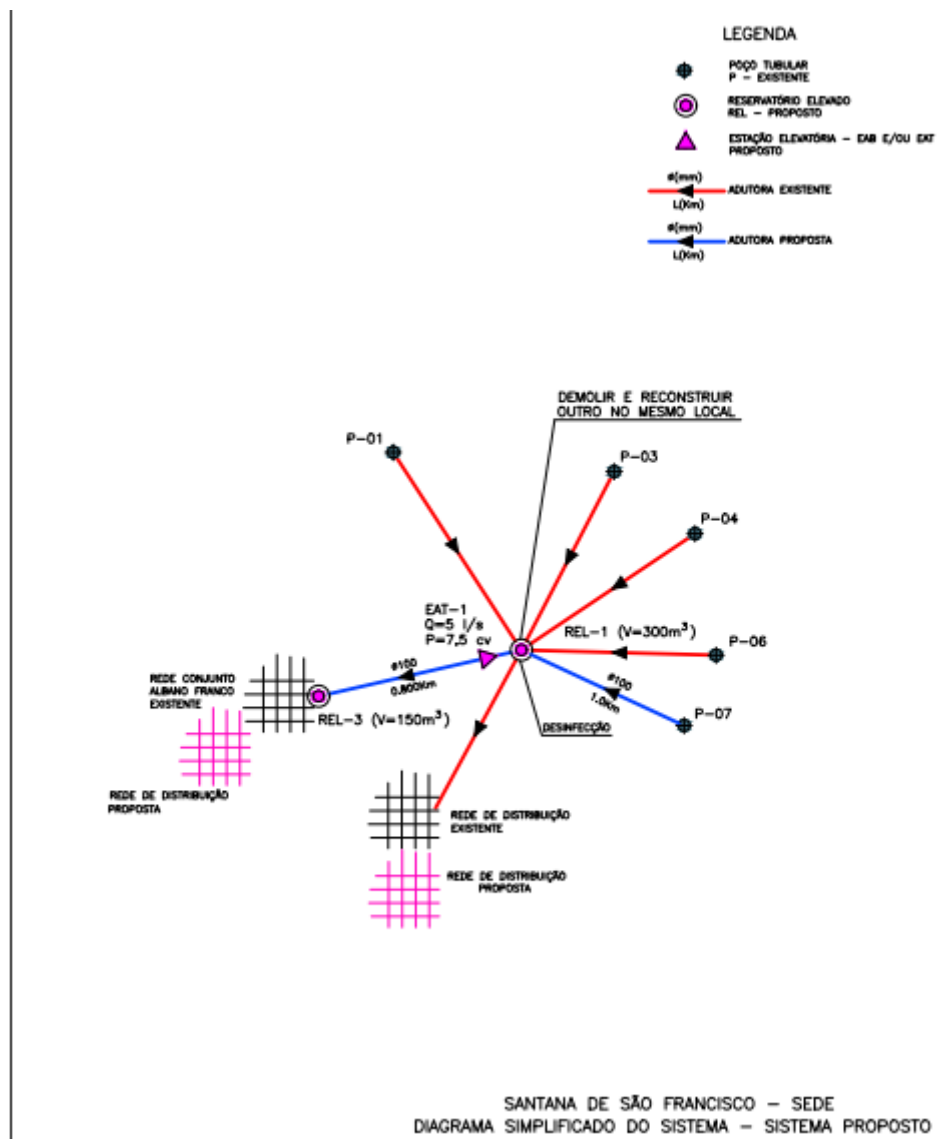 LEGENDA
POÇO TUBULAR
P - EXISTENTE
RESERVATÓRIO ELEVADO
REL - PROPOSTO
ESTAÇÃO ELEVATÓRIA - EAB E/OU EAT
PROPOSTO
ø(mm)
ADUTORA EXISTENTE
L(Km)
ø(mm)
ADUTORA PROPOSTA
L(Km)
DEMOLIR E RECONSTRUIR
OUTRO NO MESMO LOCAL
P-01
P-03
P-04
EAT-1
Q=5 l/s
P=7,5 cv
REL-1 (V=300m³)
P-06
ø100
0.800Km
ø100
1.0Km
P-07
REDE CONJUNTO
ALBANO FRANCO
EXISTENTE
REL-3 (V=150m³)
DESINFECÇÃO
REDE DE DISTRIBUIÇÃO
PROPOSTA
REDE DE DISTRIBUIÇÃO
EXISTENTE
REDE DE DISTRIBUIÇÃO
PROPOSTA
SANTANA DE SÃO FRANCISCO - SEDE
DIAGRAMA SIMPLIFICADO DO SISTEMA - SISTEMA PROPOSTO